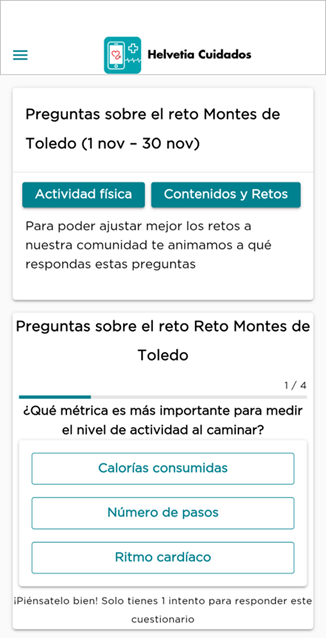 Helvetia Cuidados
Preguntas sobre el reto Montes de
Toledo (1 nov – 30 nov)
Actividad física
Contenidos y Retos
Para poder ajustar mejor los retos a
nuestra comunidad te animamos a qué
respondas estas preguntas
Preguntas sobre el reto Reto Montes de
Toledo
1 / 4
¿Qué métrica es más importante para medir
el nivel de actividad al caminar?
Calorías consumidas
Número de pasos
Ritmo cardíaco
¡Piénsatelo bien! Solo tienes 1 intento para responder este
cuestionario